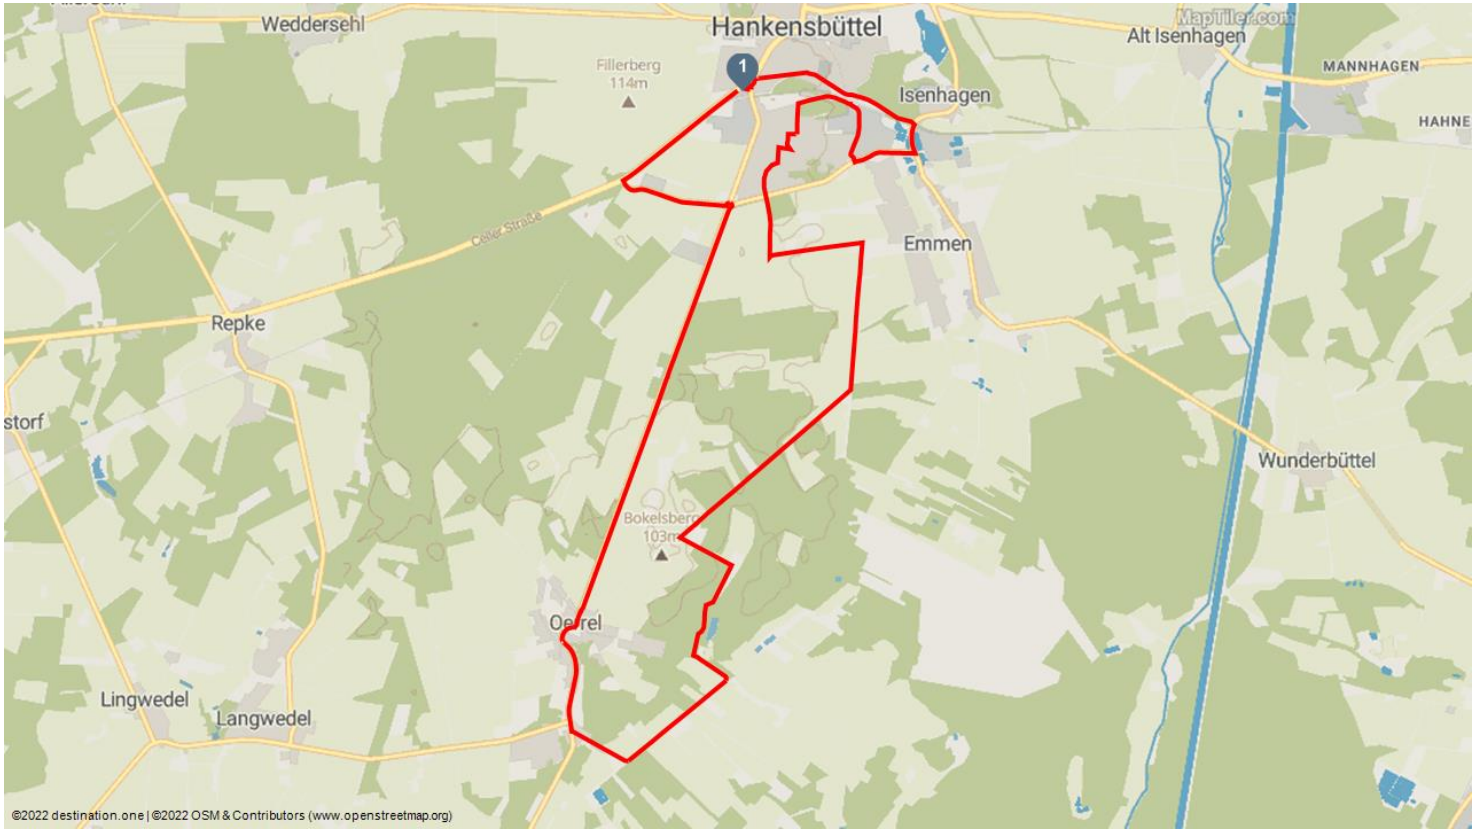 Weddersehl
Hankensbüttel
MapTiler.com
Alt Isenhagen
Fillerberg
114m
1
MANNHAGEN
Isenhagen
HAHNE
Celler Straße
Emmen
Repke
storf
Wunderbüttel
Bokelsberg
103m
Oerrel
Lingwedel
Langwedel
©2022 destination.one | ©2022 OSM & Contributors (www.openstreetmap.org)